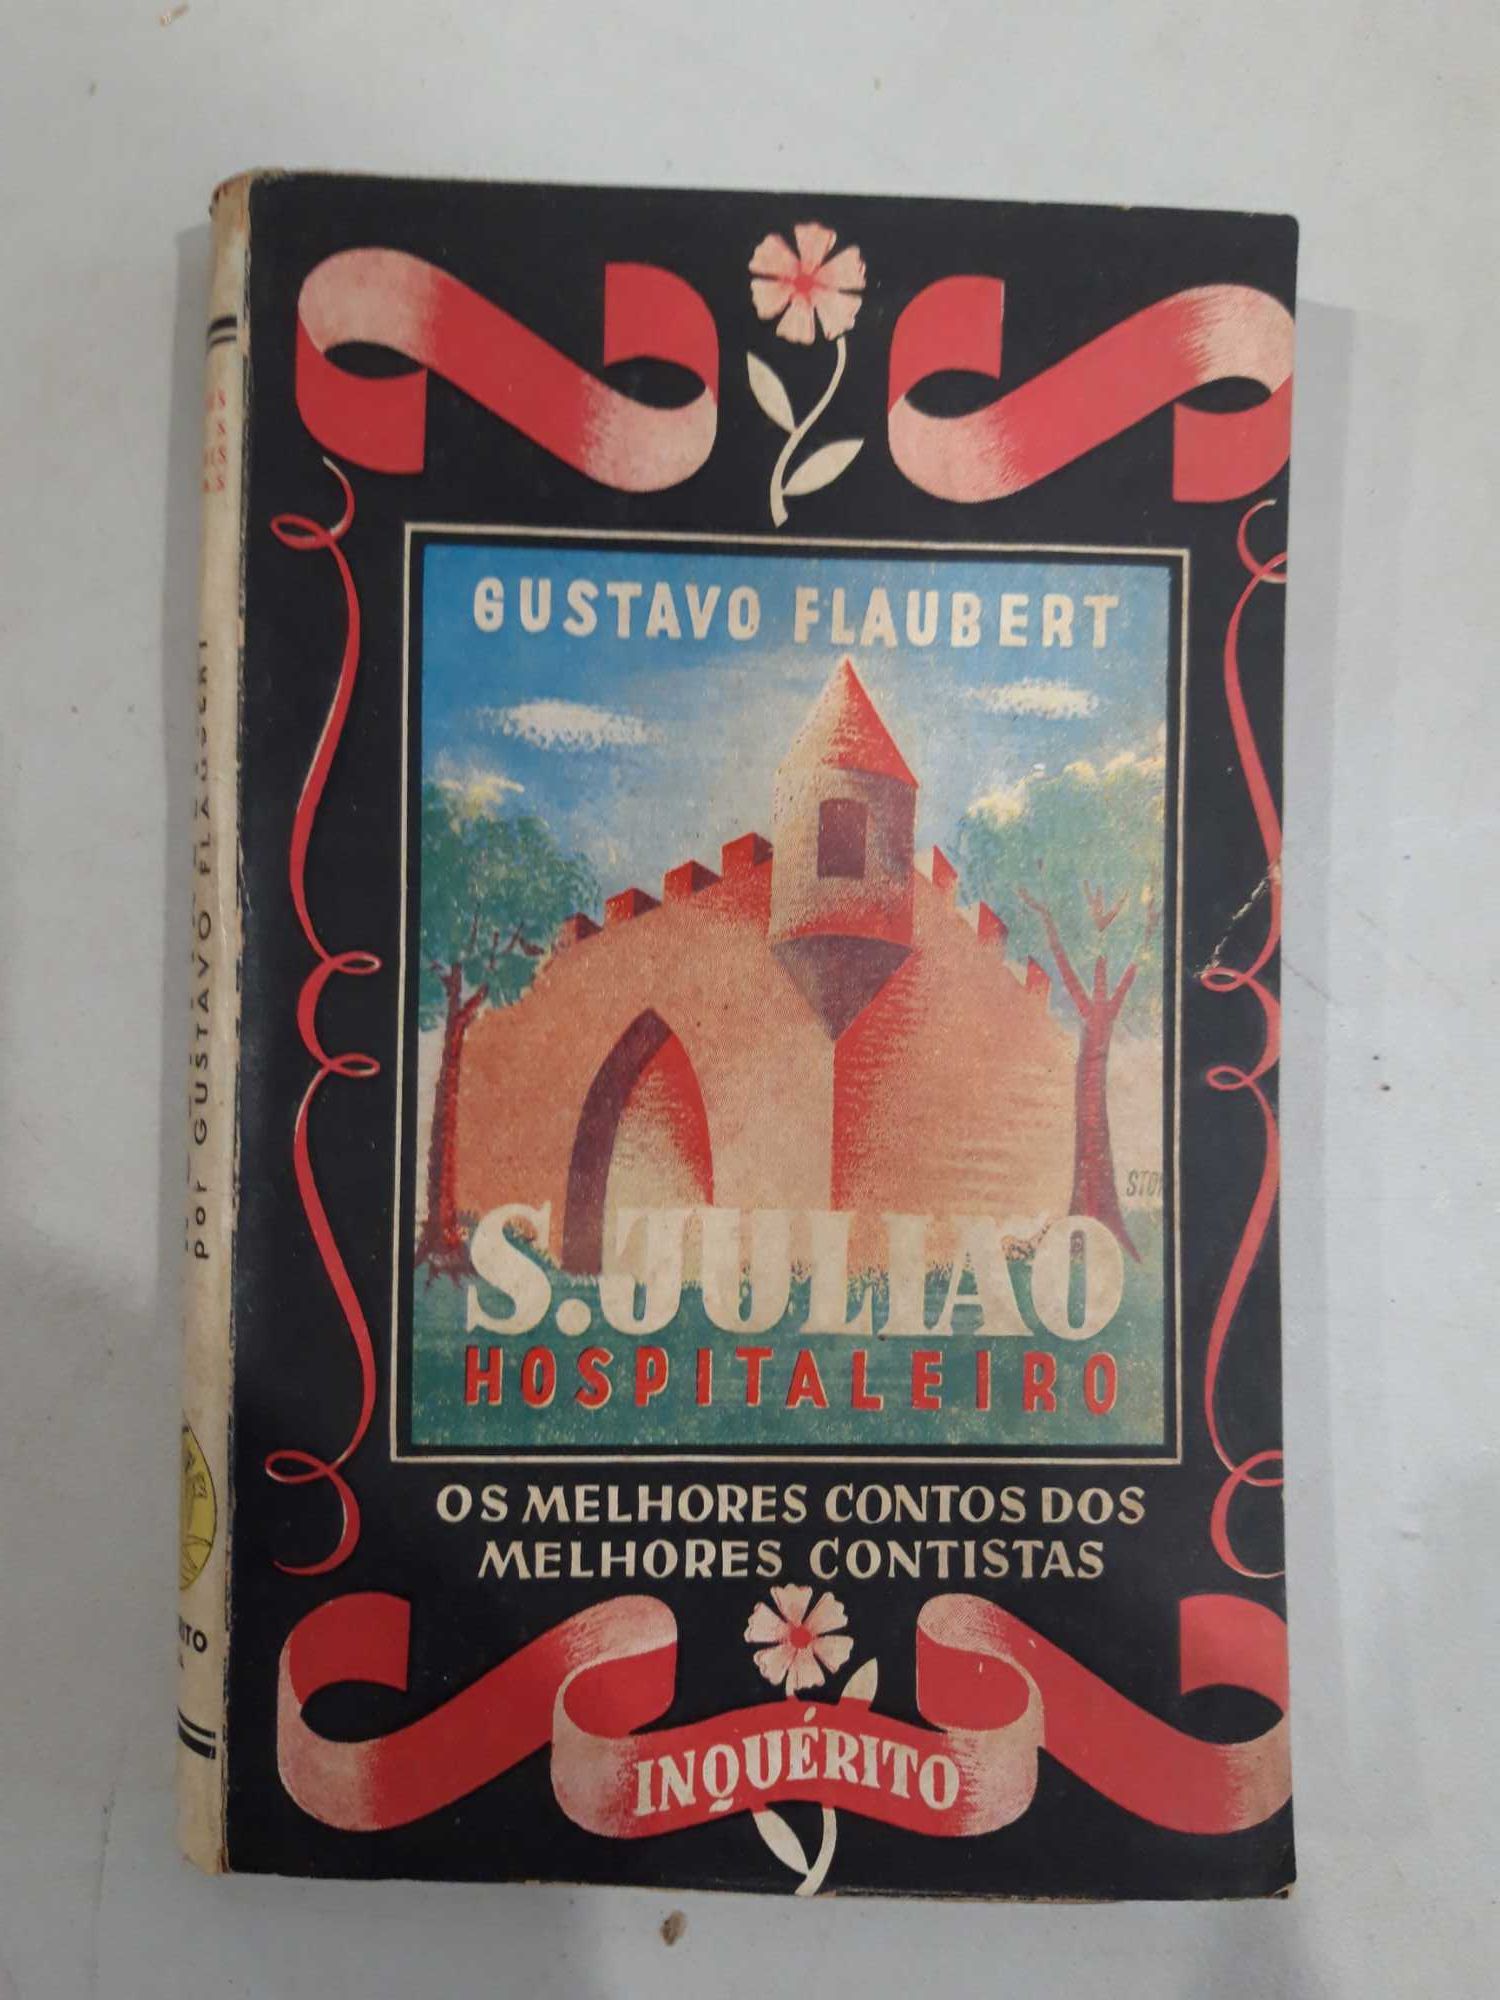 GUSTAVO FLAUBERT
S. JULIÃO
HOSPITALEIRO
OS MELHORES CONTOS DOS
MELHORES CONTISTAS
INQUÉRITO
por GUSTAVO FLAUBERT